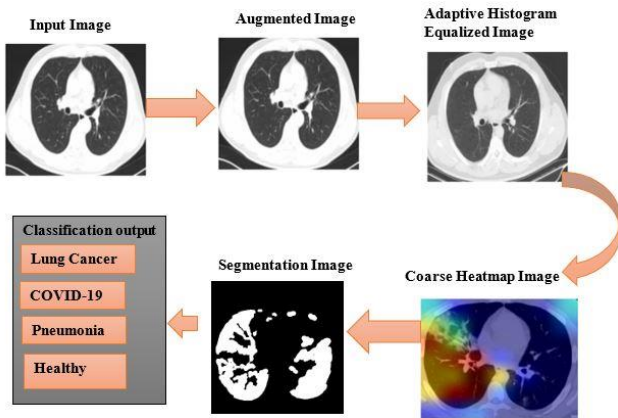 Input Image
Augmented Image
Adaptive Histogram
Equalized Image
Classification output
Lung Cancer
COVID-19
Pneumonia
Healthy
Segmentation Image
Coarse Heatmap Image